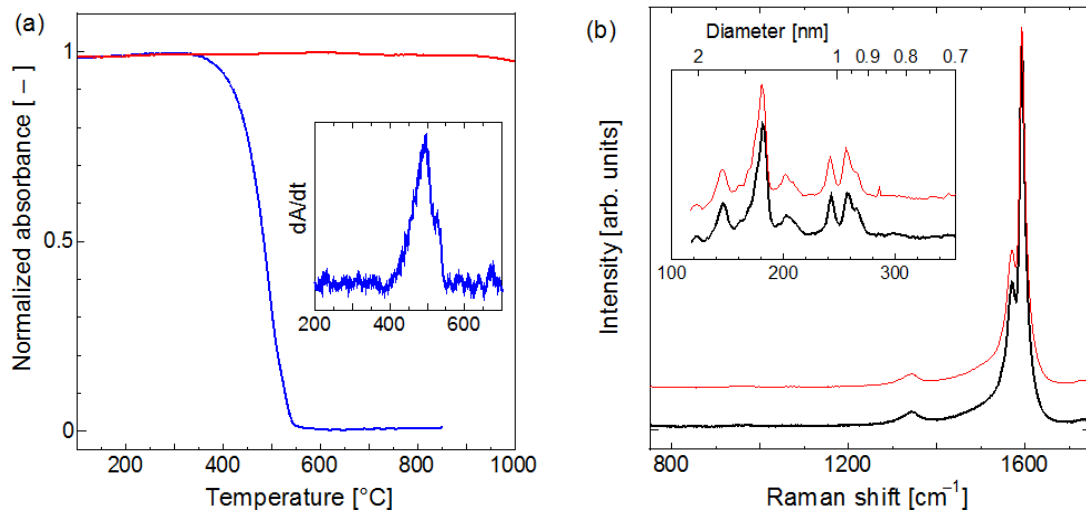 (a)
Normalized absorbance [ – ]
1
0.5
0
200
400
600
800
1000
Temperature [°C]
dA/dt
200
400
600
(b)
Intensity [arb. units]
Diameter [nm]
2
1
0.9
0.8
0.7
100
200
300
800
1200
1600
Raman shift [cm⁻¹]